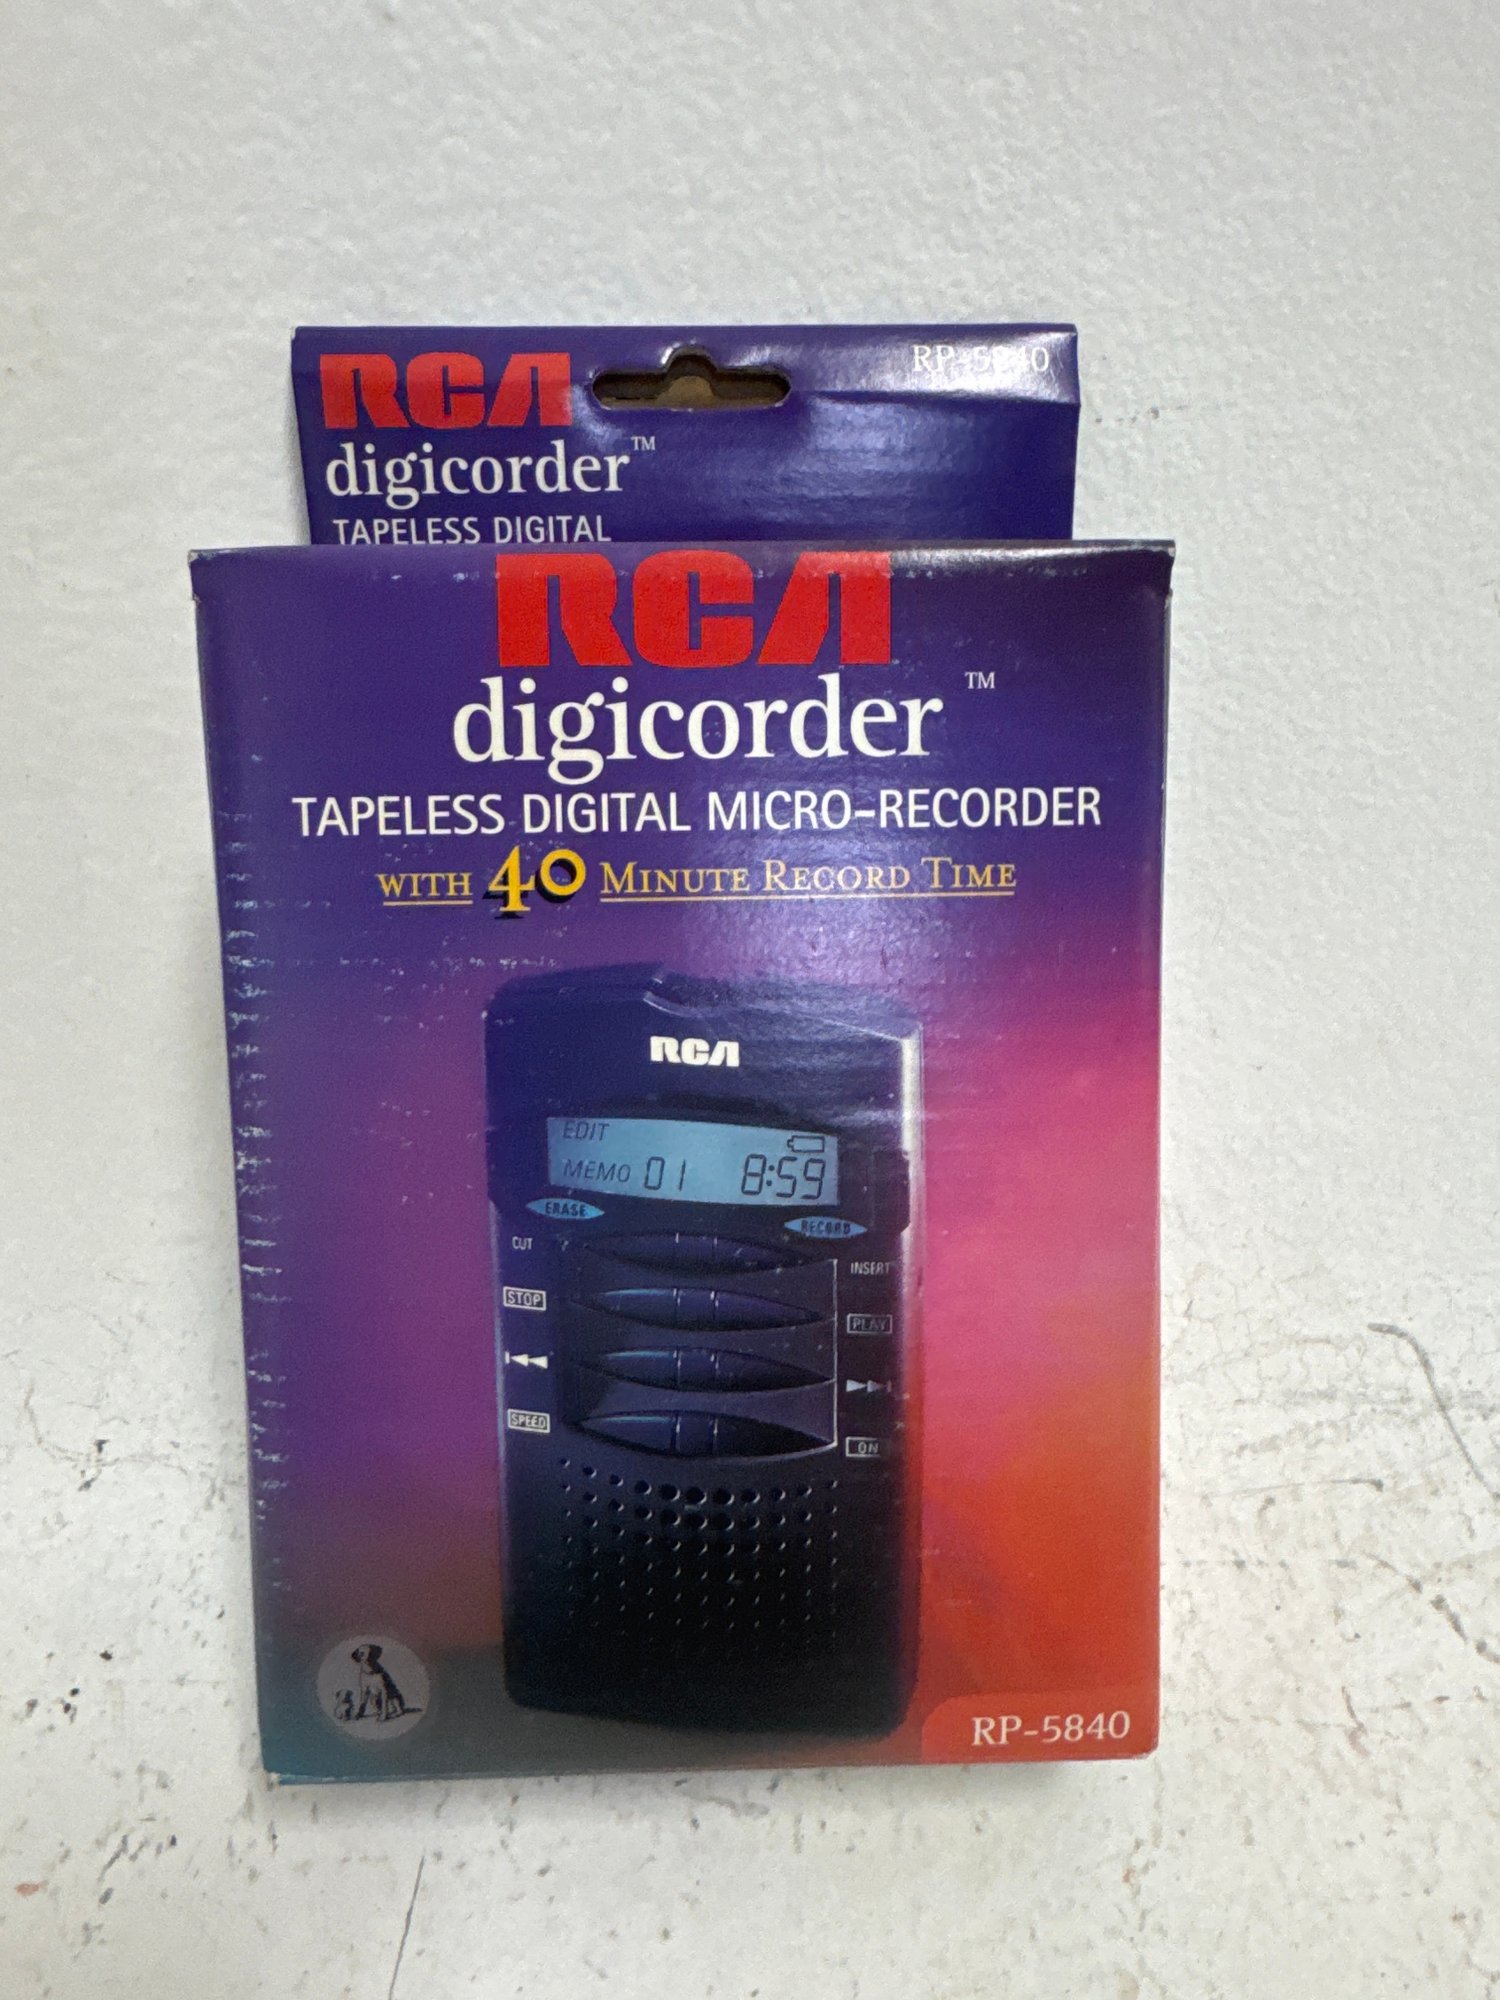 RCA
RP-5840
digicorder™
TAPELESS DIGITAL
RCA
digicorder™
TAPELESS DIGITAL MICRO-RECORDER
WITH 40 MINUTE RECORD TIME
RCA
EDIT
MEMO 01 8:59
ERASE
RECORD
CUT
INSERT
STOP
PLAY
SPEED
ON
RP-5840